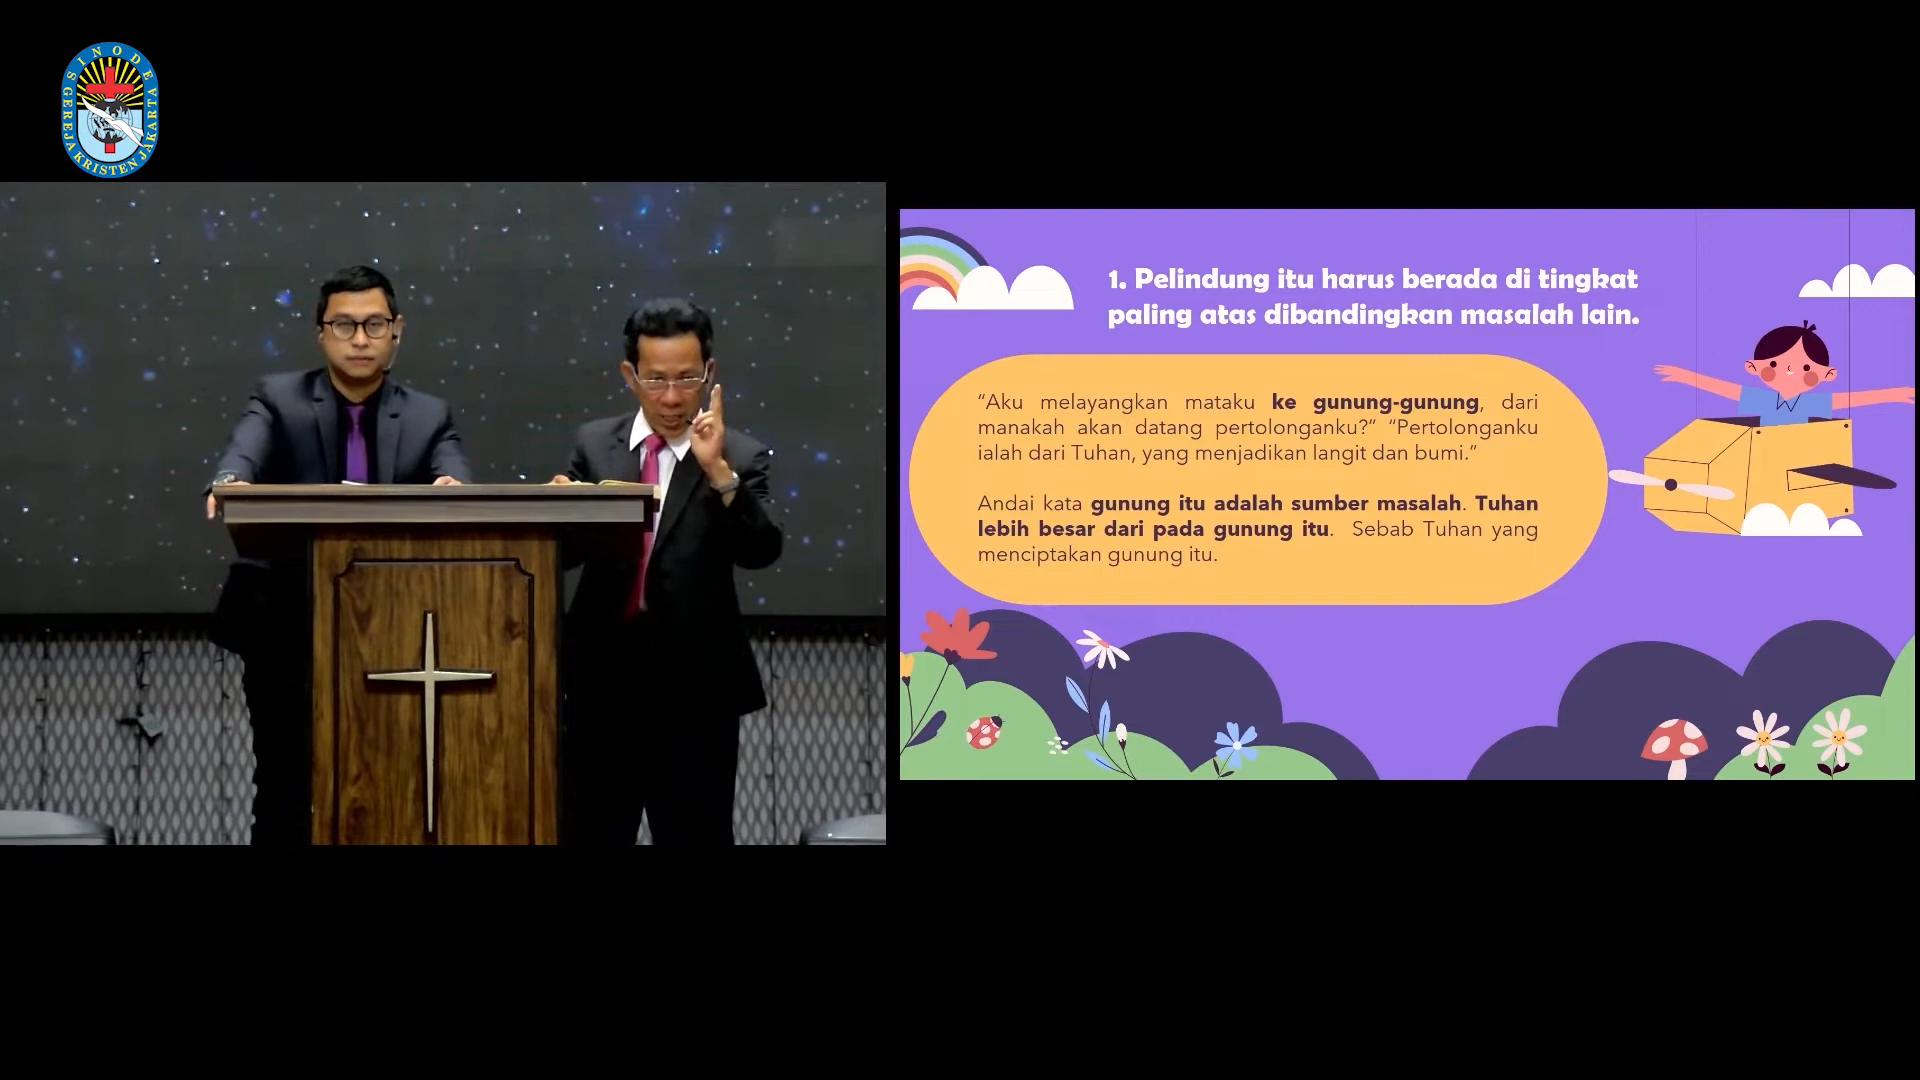 SINODE
GEREJA KRISTEN JAKARTA
1. Pelindung itu harus berada di tingkat
paling atas dibandingkan masalah lain.
“Aku melayangkan mataku ke gunung-gunung, dari
manakah akan datang pertolonganku?” “Pertolonganku
ialah dari Tuhan, yang menjadikan langit dan bumi.”
Andai kata gunung itu adalah sumber masalah. Tuhan
lebih besar dari pada gunung itu. Sebab Tuhan yang
menciptakan gunung itu.